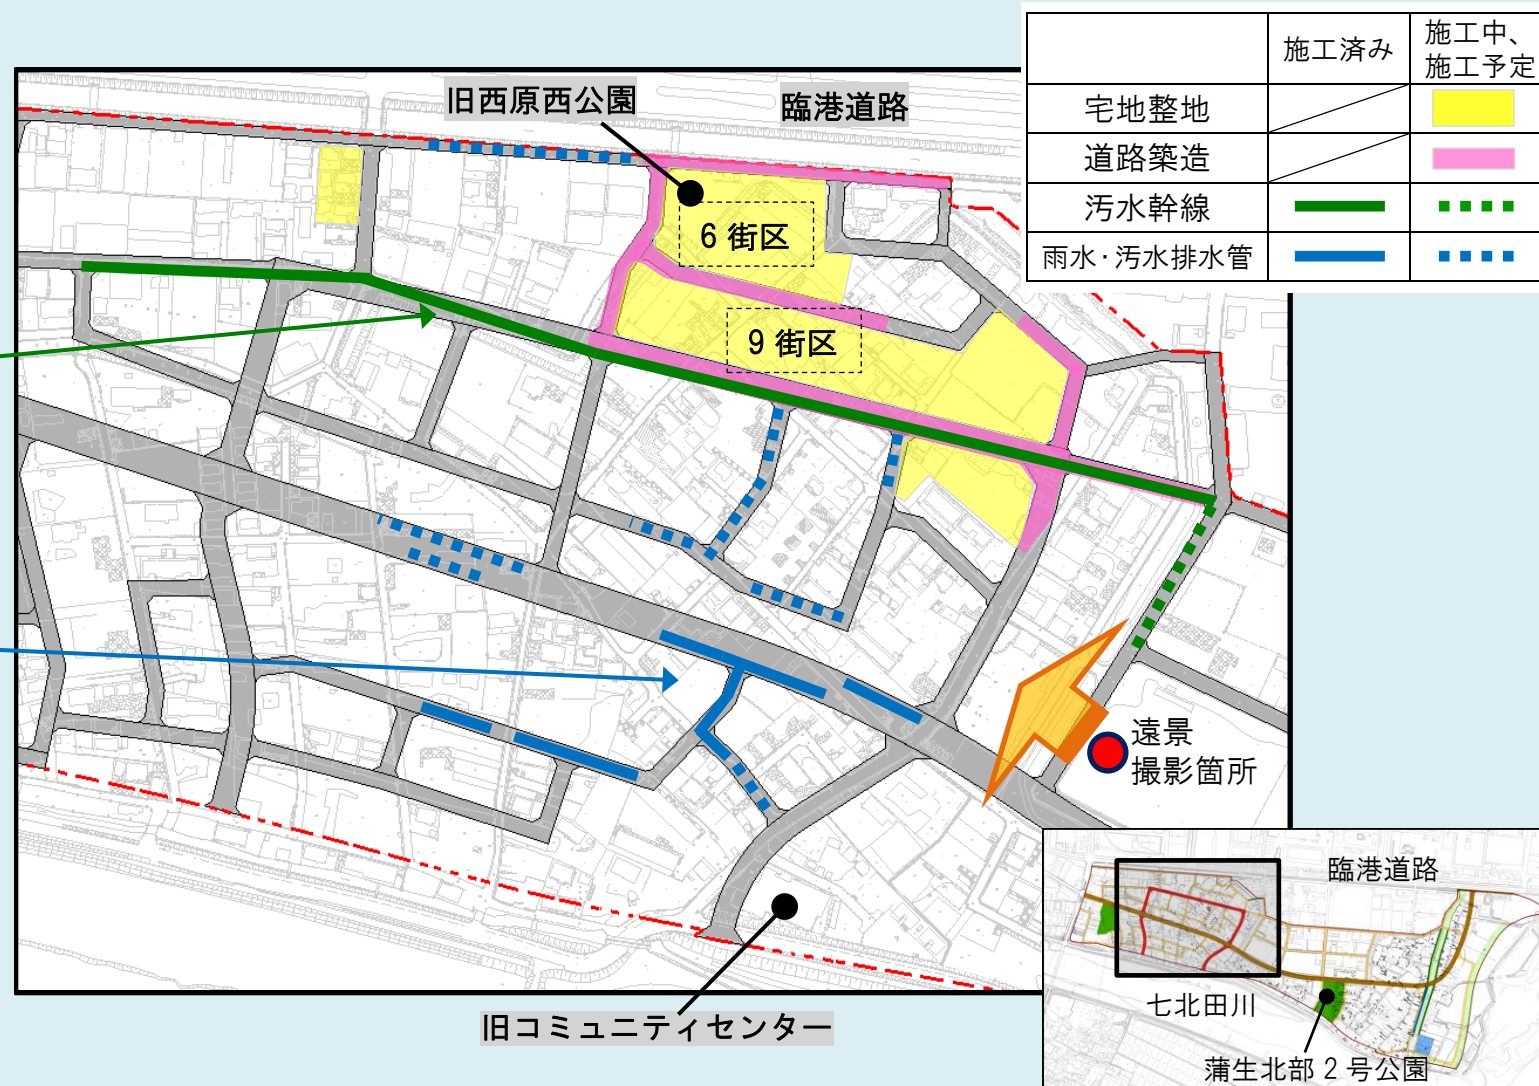 施工済み
施工中、
施工予定
宅地整地
道路築造
汚水幹線
雨水・汚水排水管
旧西原西公園
臨港道路
6 街区
9 街区
遠景
撮影箇所
旧コミュニティセンター
臨港道路
七北田川
蒲生北部 2 号公園